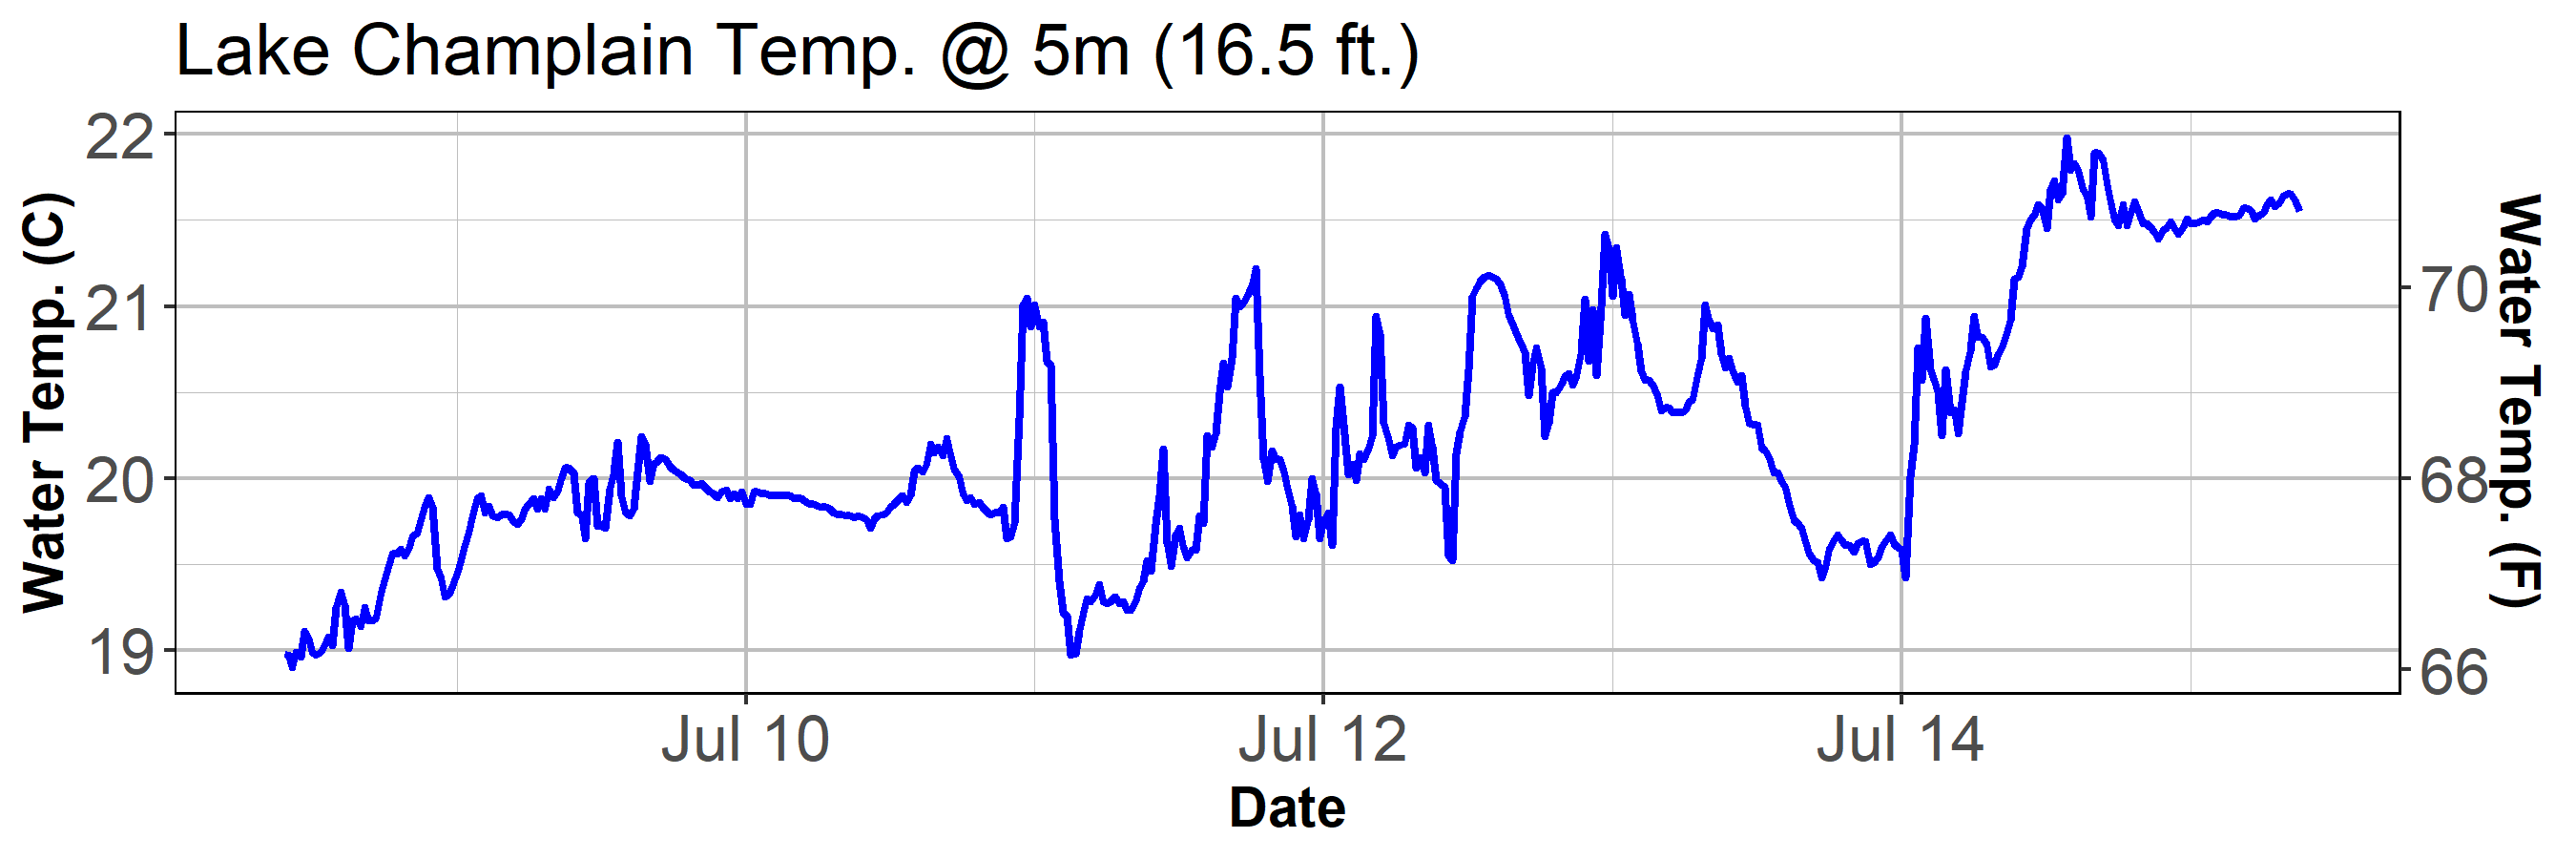 Lake Champlain Temp. @ 5m (16.5 ft.)
Water Temp. (C)
22
21
20
19
70
68
66
Water Temp. (F)
Jul 10
Jul 12
Jul 14
Date